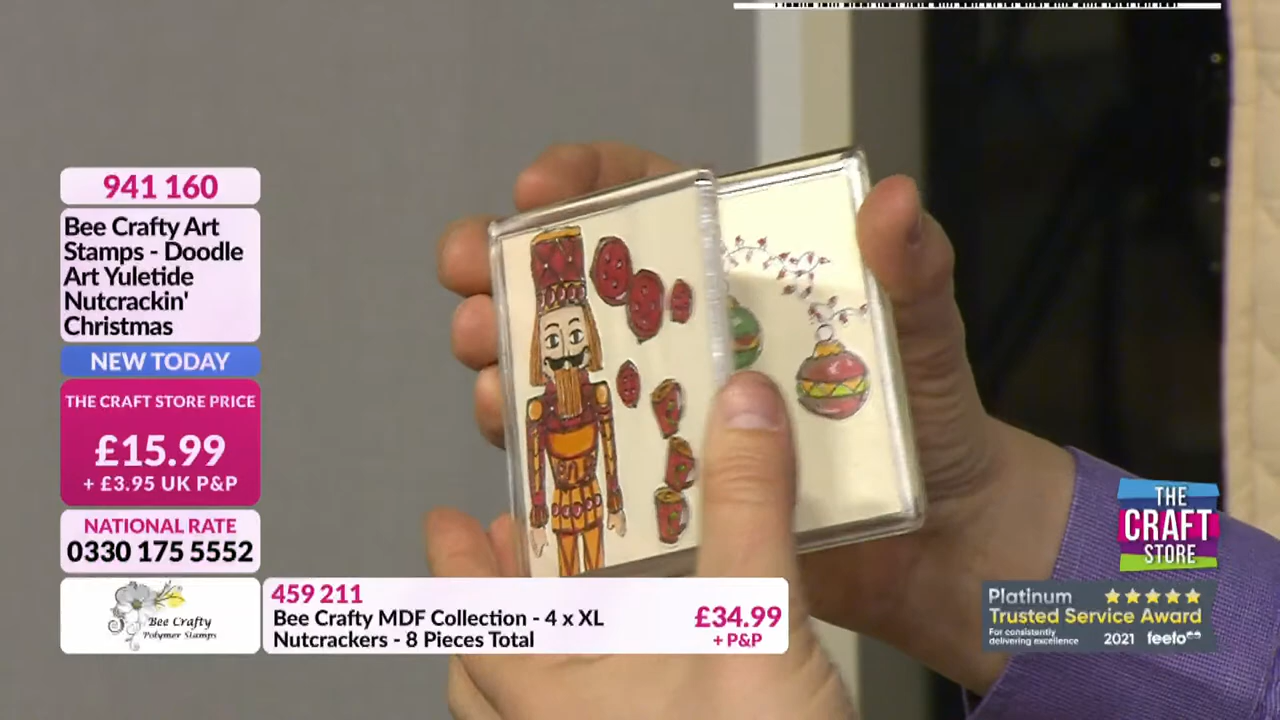 941 160
Bee Crafty Art
Stamps - Doodle
Art Yuletide
Nutcrackin'
Christmas
NEW TODAY
THE CRAFT STORE PRICE
£15.99
+ £3.95 UK P&P
NATIONAL RATE
0330 175 5552
Bee Crafty
Polymer Stamps
459 211
Bee Crafty MDF Collection - 4 x XL
Nutcrackers - 8 Pieces Total
£34.99
+ P&P
THE
CRAFT
STORE
Platinum
Trusted Service Award
For consistently
delivering excellence
2021 feefo